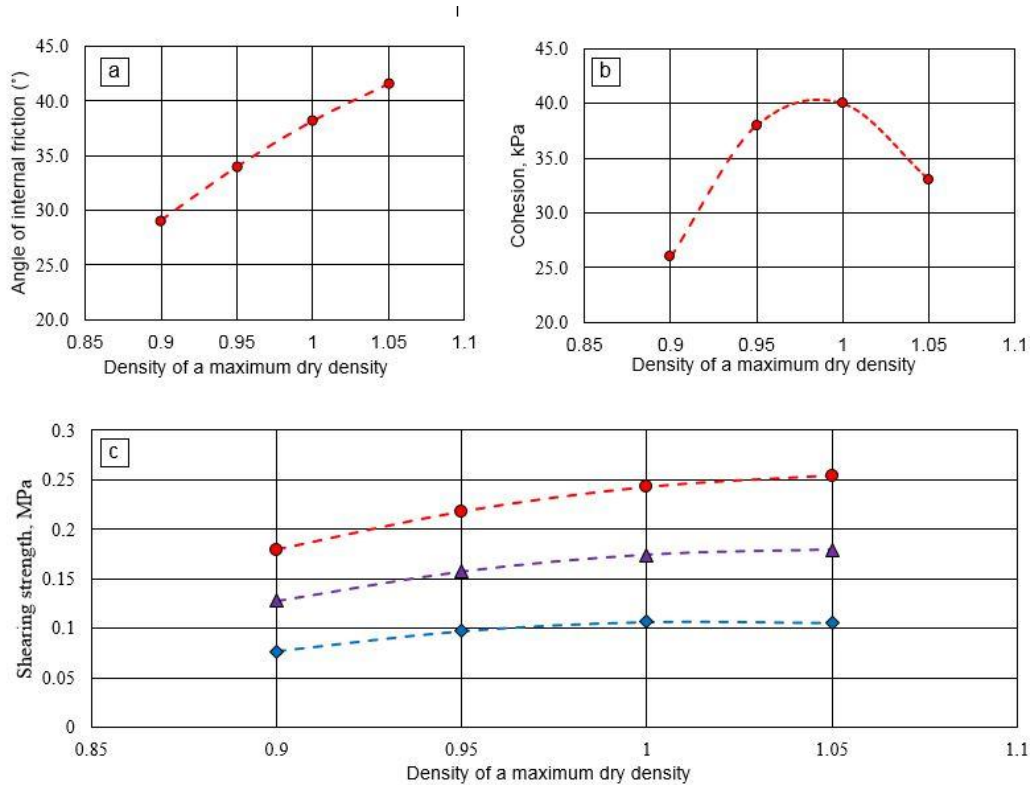 a
45.0
40.0
35.0
30.0
25.0
20.0
Angle of internal friction (°)
0.85 0.9 0.95 1 1.05 1.1
Density of a maximum dry density
b
45.0
40.0
35.0
30.0
25.0
20.0
Cohesion, kPa
0.85 0.9 0.95 1 1.05 1.1
Density of a maximum dry density
c
0.3
0.25
0.2
0.15
0.1
0.05
0
Shearing strength, MPa
0.85 0.9 0.95 1 1.05 1.1
Density of a maximum dry density